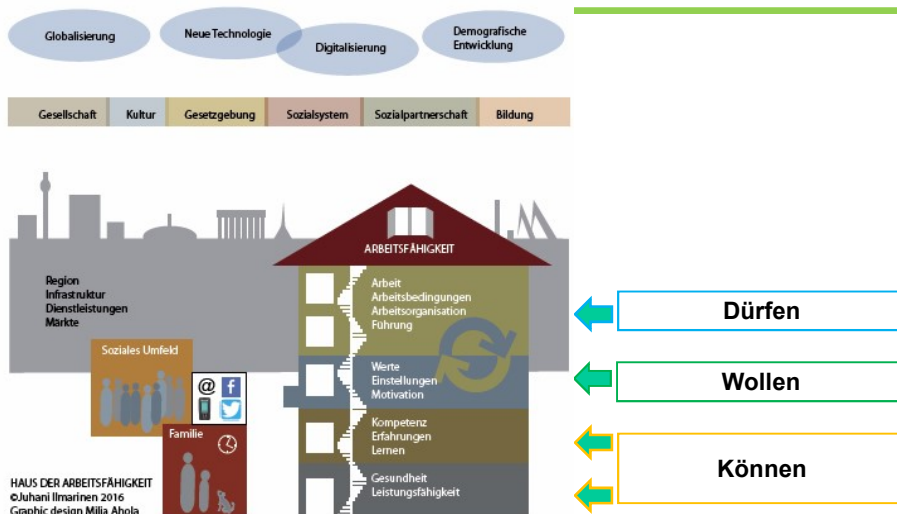 Globalisierung
Neue Technologie
Digitalisierung
Demografische
Entwicklung
Gesellschaft
Kultur
Gesetzgebung
Sozialsystem
Sozialpartnerschaft
Bildung
ARBEITSFÄHIGKEIT
Region
Infrastruktur
Dienstleistungen
Märkte
Arbeit
Arbeitsbedingungen
Arbeitsorganisation
Führung
Dürfen
Soziales Umfeld
Werte
Einstellungen
Motivation
Wollen
@ f
Familie
Kompetenz
Erfahrungen
Lernen
Können
Gesundheit
Leistungsfähigkeit
HAUS DER ARBEITSFÄHIGKEIT
©Juhani Ilmarinen 2016
Graphic design Milja Ahola